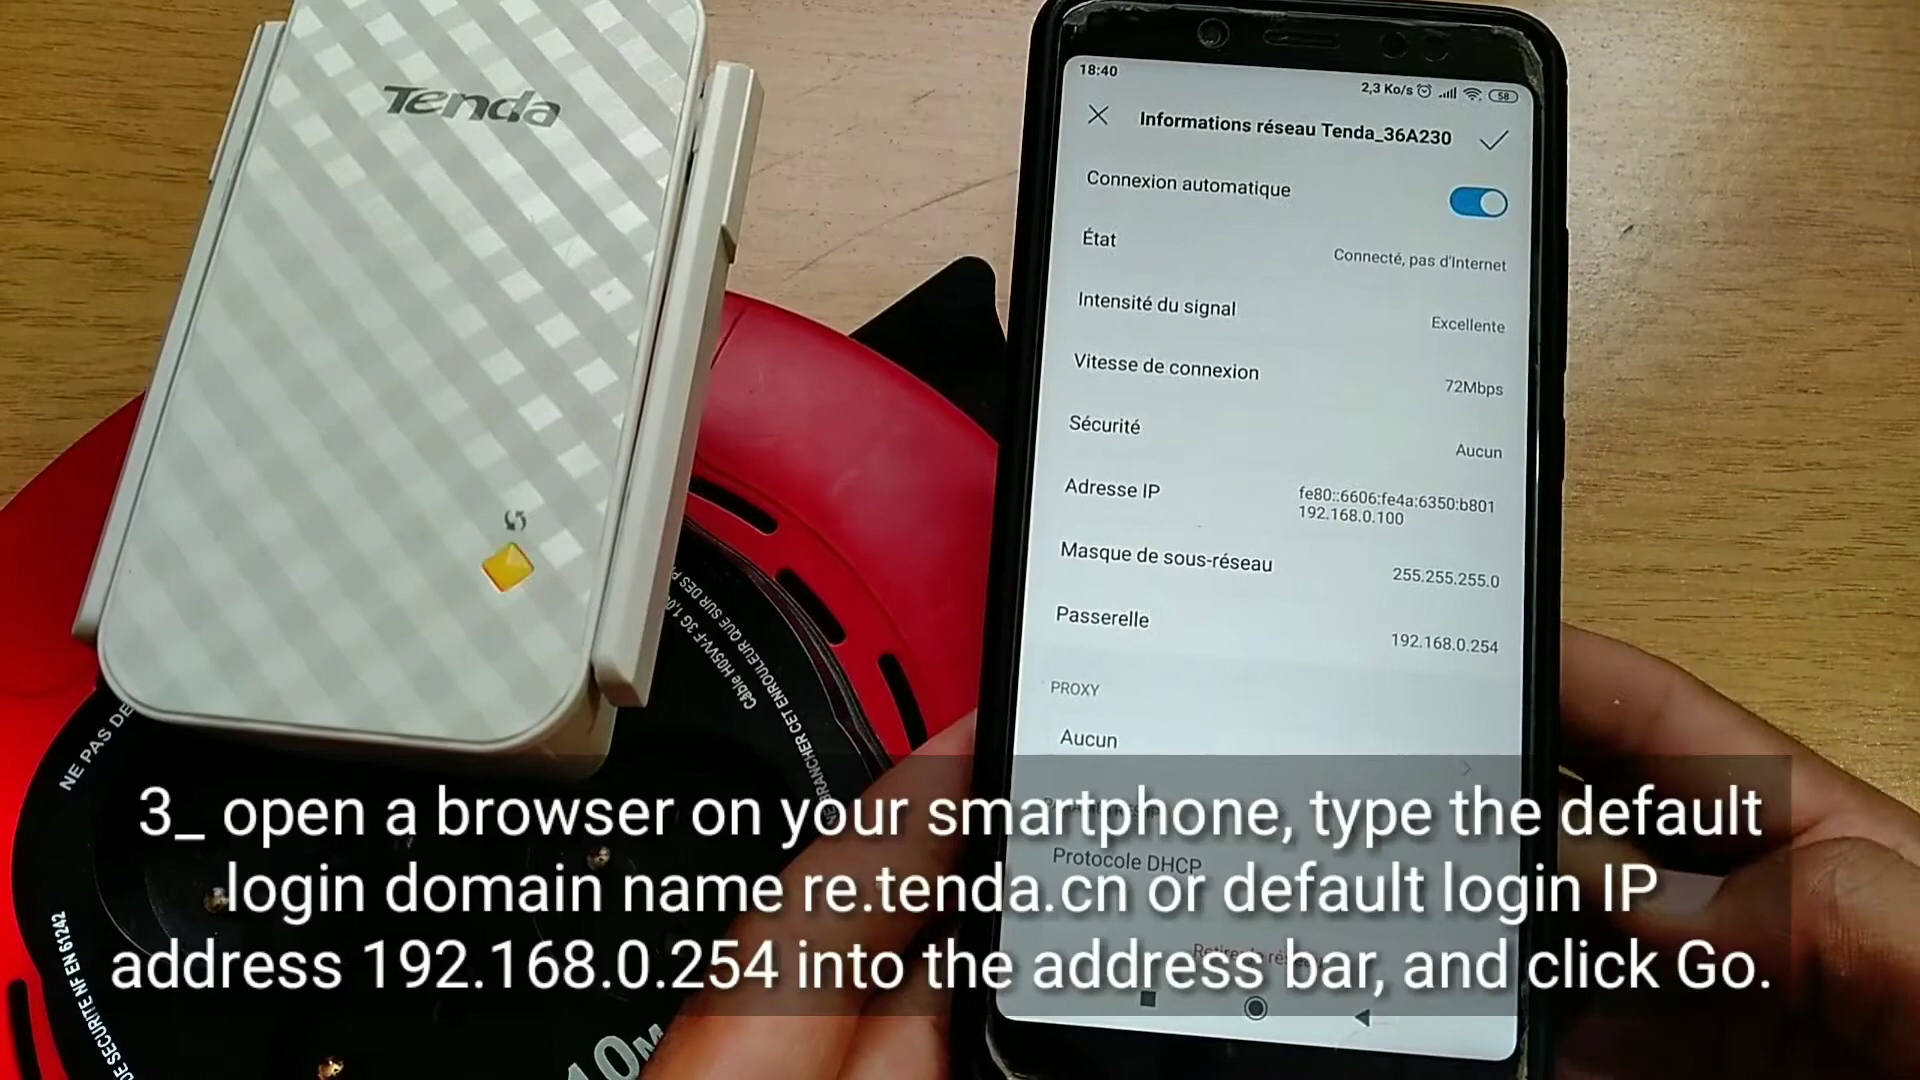 Tenda
18:40
2,3 Ko/s
58
Informations réseau Tenda_36A230
Connexion automatique
État
Connecté, pas d'Internet
Intensité du signal
Excellente
Vitesse de connexion
72Mbps
Sécurité
Aucun
Adresse IP
fe80::6606:fe4a:6350:b801
192.168.0.100
Masque de sous-réseau
255.255.255.0
Passerelle
192.168.0.254
PROXY
Aucun
Protocole DHCP
NE PAS DE
DE SECURITE NF EN 61242
Câble H05VV-F 3G 1,
BRANCHER CET ENROULEUR QUE SUR DES
10M
3_ open a browser on your smartphone, type the default
login domain name re.tenda.cn or default login IP
address 192.168.0.254 into the address bar, and click Go.